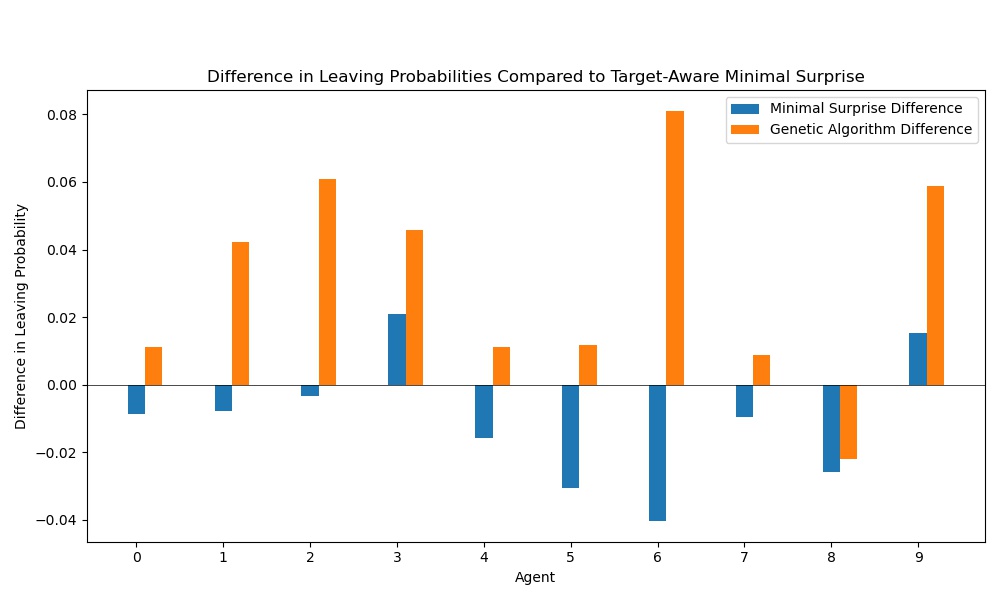 Difference in Leaving Probabilities Compared to Target-Aware Minimal Surprise
Minimal Surprise Difference
Genetic Algorithm Difference
Difference in Leaving Probability
0.08
0.06
0.04
0.02
0.00
−0.02
−0.04
0 1 2 3 4 5 6 7 8 9
Agent